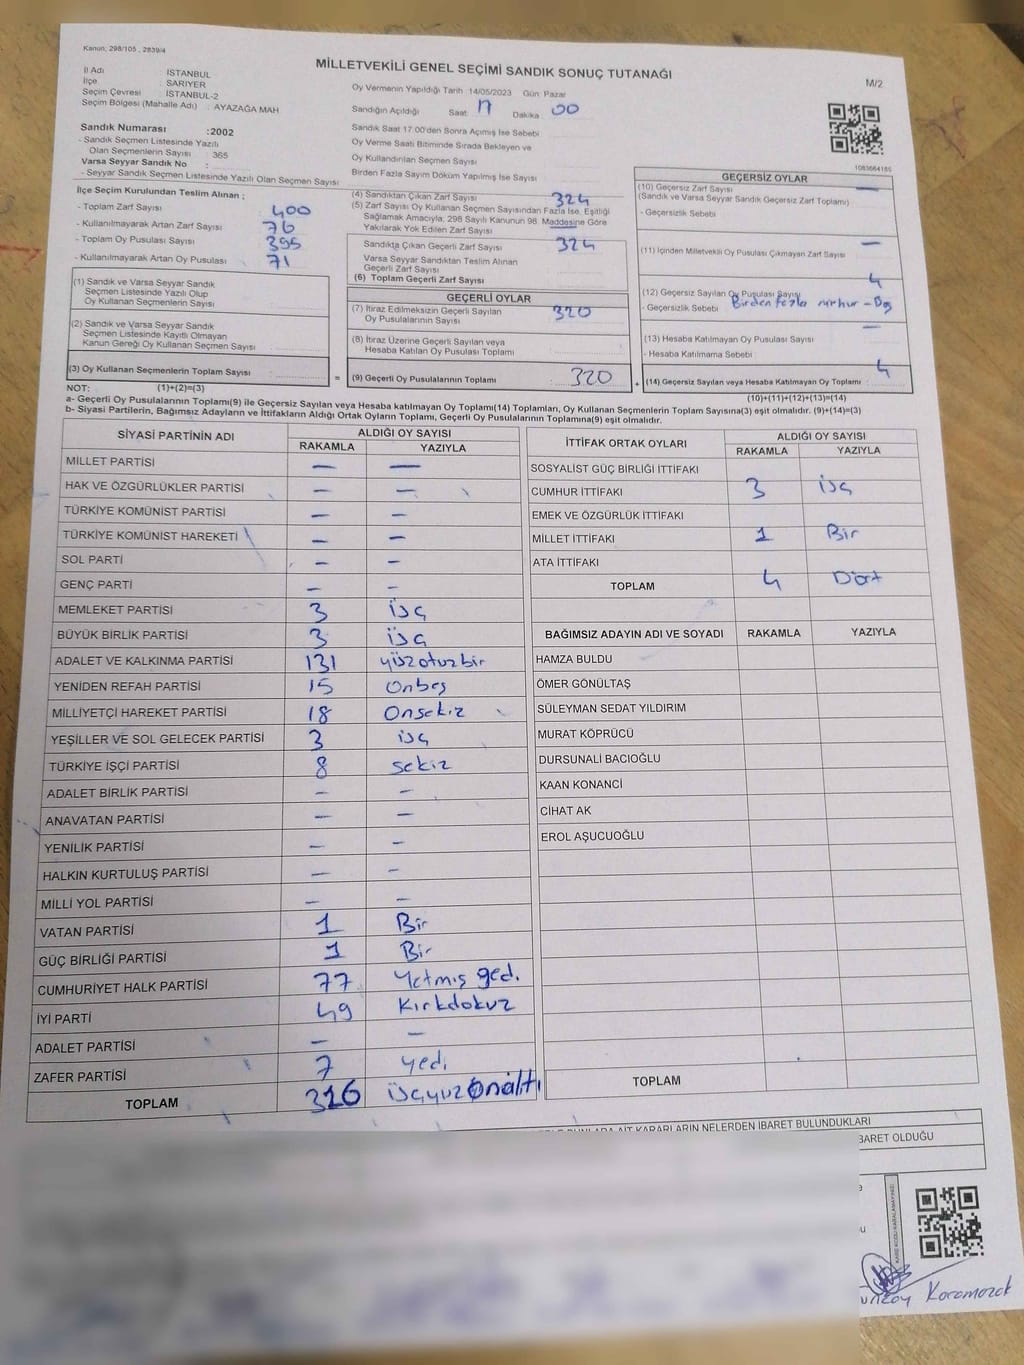 Kanun; 298/105 , 2839/4
MİLLETVEKİLİ GENEL SEÇİMİ SANDIK SONUÇ TUTANAĞI
M/2
İl Adı : İSTANBUL
İlçe : SARIYER
Seçim Çevresi : İSTANBUL-2
Seçim Bölgesi (Mahalle Adı) : AYAZAĞA MAH
Sandık Numarası :2002
- Sandık Seçmen Listesinde Yazılı
Olan Seçmenlerin Sayısı : 365
Varsa Seyyar Sandık No :
- Seyyar Sandık Seçmen Listesinde Yazılı Olan Seçmen Sayısı
Oy Vermenin Yapıldığı Tarih 14/05/2023 Gün: Pazar
Sandığın Açıldığı Saat 17 Dakika 00
Sandık Saat 17.00'den Sonra Açımış İse Sebebi
Oy Verme Saati Bitiminde Sırada Bekleyen ve
Oy Kullandırılan Seçmen Sayısı
Birden Fazla Sayım Döküm Yapılmış İse Sayısı
1083664185
İlçe Seçim Kurulundan Teslim Alınan ;
- Toplam Zarf Sayısı : 400
- Kullanılmayarak Artan Zarf Sayısı : 76
- Toplam Oy Pusulası Sayısı : 395
- Kullanılmayarak Artan Oy Pusulası : 71
(4) Sandıktan Çıkan Zarf Sayısı 324
(5) Zarf Sayısı Oy Kullanan Seçmen Sayısından Fazla İse, Eşitliği
Sağlamak Amacıyla; 298 Sayılı Kanunun 98. Maddesine Göre
Yakılarak Yok Edilen Zarf Sayısı
Sandıkta Çıkan Geçerli Zarf Sayısı 324
Varsa Seyyar Sandıktan Teslim Alınan
Geçerli Zarf Sayısı
(6) Toplam Geçerli Zarf Sayısı
GEÇERSİZ OYLAR
(10) Geçersiz Zarf Sayısı —
(Sandık ve Varsa Seyyar Sandık Geçersiz Zarf Toplamı)
- Geçersizlik Sebebi
(11) İçinden Milletvekili Oy Pusulası Çıkmayan Zarf Sayısı —
(12) Geçersiz Sayılan Oy Pusulası Sayısı 4
- Geçersizlik Sebebi Birden fazla mühür - Boş
(13) Hesaba Katılmayan Oy Pusulası Sayısı —
- Hesaba Katılmama Sebebi
(14) Geçersiz Sayılan veya Hesaba Katılmayan Oy Toplamı 4
(1) Sandık ve Varsa Seyyar Sandık
Seçmen Listesinde Yazılı Olup
Oy Kullanan Seçmenlerin Sayısı
(2) Sandık ve Varsa Seyyar Sandık
Seçmen Listesinde Kayıtlı Olmayan
Kanun Gereği Oy Kullanan Seçmen Sayısı
(3) Oy Kullanan Seçmenlerin Toplam Sayısı
GEÇERLİ OYLAR
(7) İtiraz Edilmeksizin Geçerli Sayılan
Oy Pusulalarının Sayısı 320
(8) İtiraz Üzerine Geçerli Sayılan veya
Hesaba Katılan Oy Pusulası Toplamı
= (9) Geçerli Oy Pusulalarının Toplamı 320 +
NOT: (1)+(2)=(3) (10)+(11)+(12)+(13)=(14)
a- Geçerli Oy Pusulalarının Toplamı(9) ile Geçersiz Sayılan veya Hesaba katılmayan Oy Toplamı(14) Toplamları, Oy Kullanan Seçmenlerin Toplam Sayısına(3) eşit olmalıdır. (9)+(14)=(3)
b- Siyasi Partilerin, Bağımsız Adayların ve İttifakların Aldığı Ortak Oyların Toplamı, Geçerli Oy Pusulalarının Toplamına(9) eşit olmalıdır.
SİYASİ PARTİNİN ADI ALDIĞI OY SAYISI
RAKAMLA YAZIYLA
MİLLET PARTİSİ — —
HAK VE ÖZGÜRLÜKLER PARTİSİ — —
TÜRKİYE KOMÜNİST PARTİSİ — —
TÜRKİYE KOMÜNİST HAREKETİ — —
SOL PARTİ — —
GENÇ PARTİ — —
MEMLEKET PARTİSİ 3 üç
BÜYÜK BİRLİK PARTİSİ 3 üç
ADALET VE KALKINMA PARTİSİ 131 yüzotuzbir
YENİDEN REFAH PARTİSİ 15 Onbeş
MİLLİYETÇİ HAREKET PARTİSİ 18 Onsekiz
YEŞİLLER VE SOL GELECEK PARTİSİ 3 üç
TÜRKİYE İŞÇİ PARTİSİ 8 sekiz
ADALET BİRLİK PARTİSİ — —
ANAVATAN PARTİSİ — —
YENİLİK PARTİSİ — —
HALKIN KURTULUŞ PARTİSİ — —
MİLLİ YOL PARTİSİ — —
VATAN PARTİSİ 1 Bir
GÜÇ BİRLİĞİ PARTİSİ 1 Bir
CUMHURİYET HALK PARTİSİ 77 Yetmiş yedi
İYİ PARTİ 49 Kırkdokuz
ADALET PARTİSİ — —
ZAFER PARTİSİ 7 yedi
TOPLAM 316 üçyüzonaltı
İTTİFAK ORTAK OYLARI ALDIĞI OY SAYISI
RAKAMLA YAZIYLA
SOSYALİST GÜÇ BİRLİĞİ İTTİFAKI
CUMHUR İTTİFAKI 3 üç
EMEK VE ÖZGÜRLÜK İTTİFAKI
MİLLET İTTİFAKI 1 Bir
ATA İTTİFAKI
TOPLAM 4 Dört
BAĞIMSIZ ADAYIN ADI VE SOYADI RAKAMLA YAZIYLA
HAMZA BULDU
ÖMER GÖNÜLTAŞ
SÜLEYMAN SEDAT YILDIRIM
MURAT KÖPRÜCÜ
DURSUNALİ BACIOĞLU
KAAN KONANCİ
CİHAT AK
EROL AŞUCUOĞLU
TOPLAM
KARARLARIN NELERDEN İBARET BULUNDUKLARI
BARET OLDUĞU